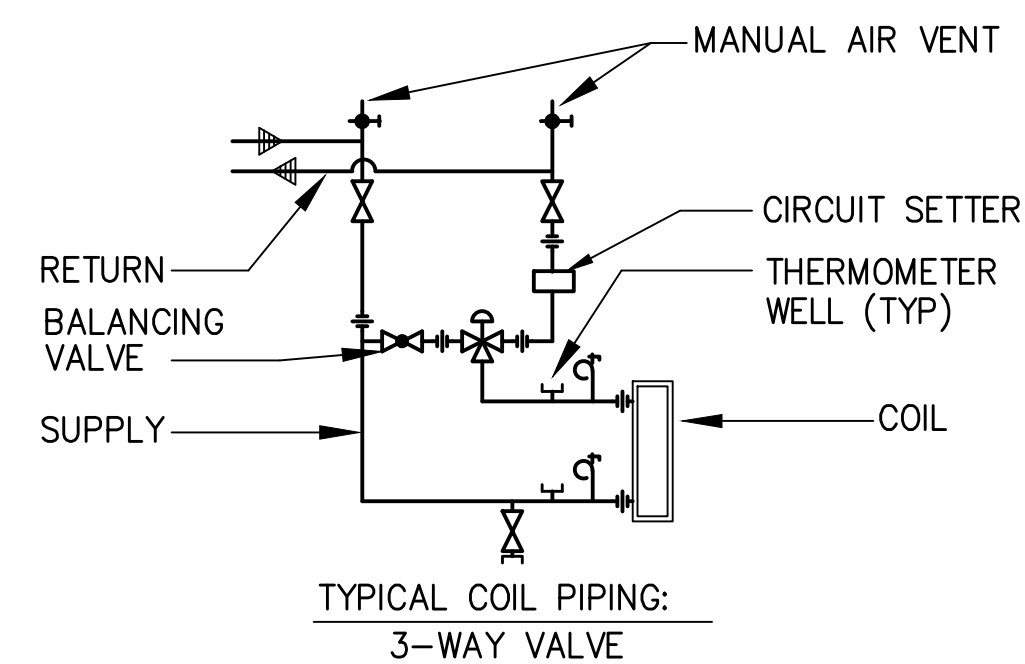 MANUAL AIR VENT
CIRCUIT SETTER
RETURN
THERMOMETER
WELL (TYP)
BALANCING
VALVE
SUPPLY
COIL
TYPICAL COIL PIPING:
3-WAY VALVE